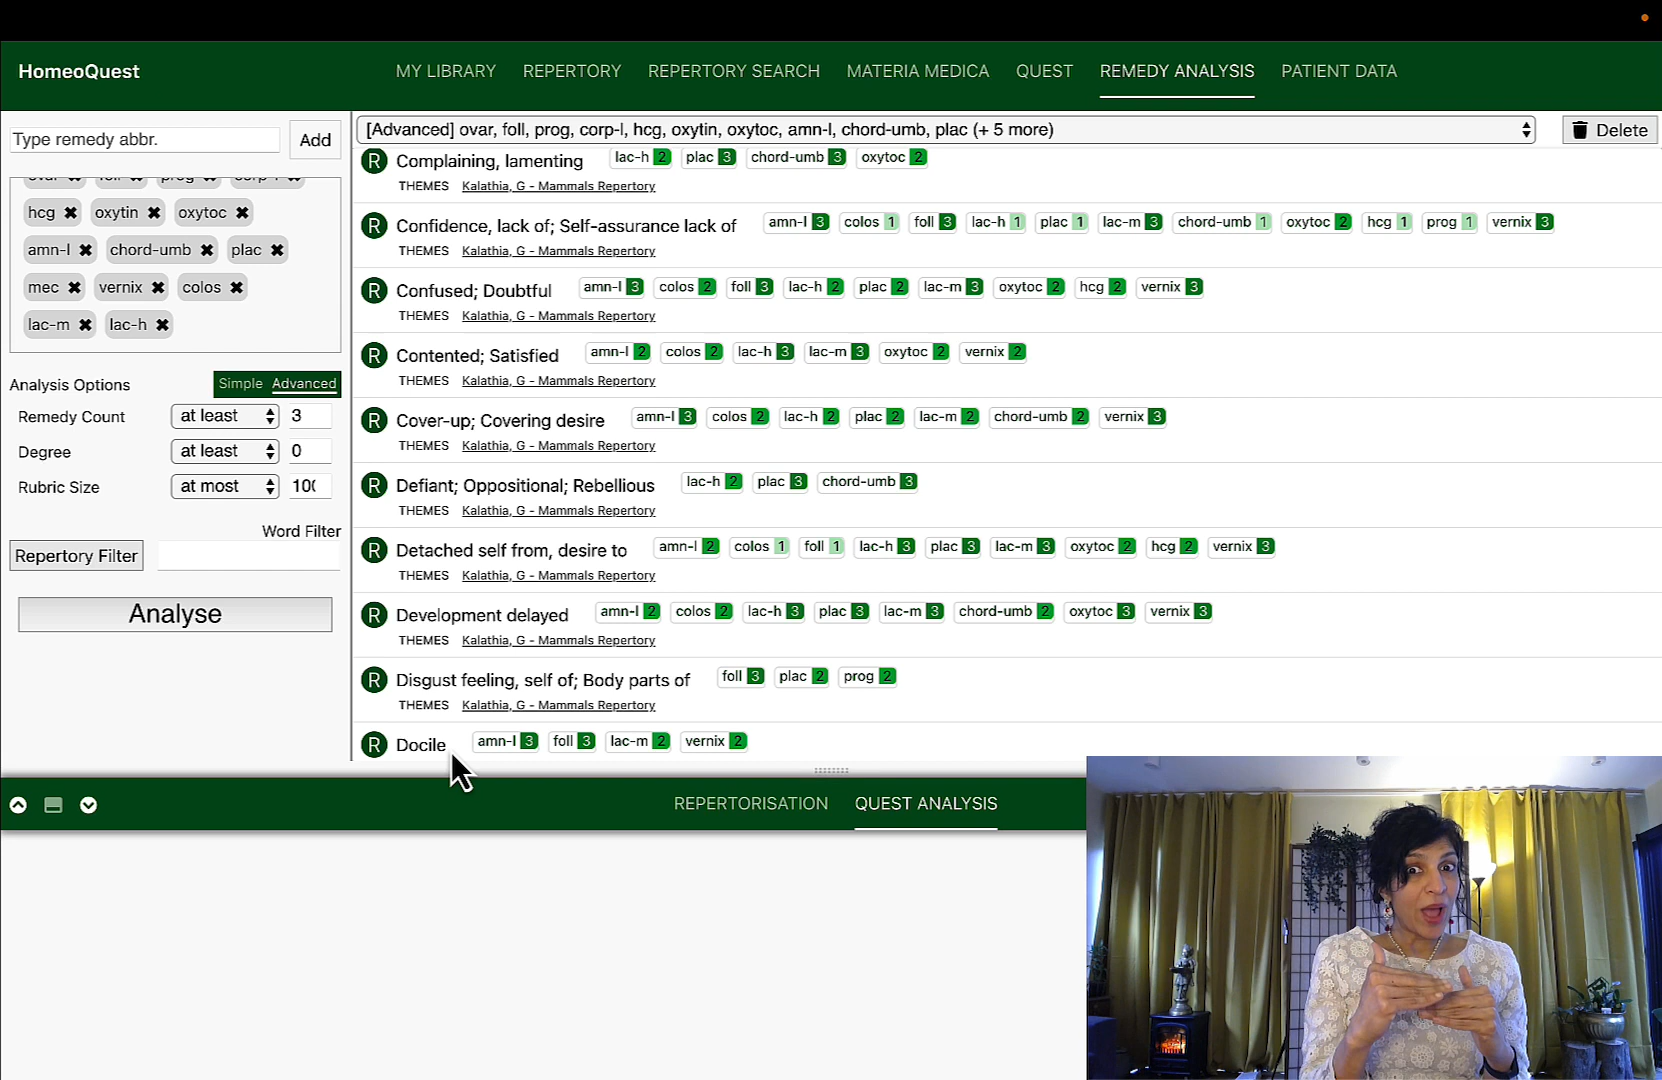 HomeoQuest MY LIBRARY REPERTORY REPERTORY SEARCH MATERIA MEDICA QUEST REMEDY ANALYSIS PATIENT DATA
Type remedy abbr. Add
hcg ✖ oxytin ✖ oxytoc ✖
amn-l ✖ chord-umb ✖ plac ✖
mec ✖ vernix ✖ colos ✖
lac-m ✖ lac-h ✖
Analysis Options Simple Advanced
Remedy Count at least 3
Degree at least 0
Rubric Size at most 10
Word Filter
Repertory Filter
Analyse
[Advanced] ovar, foll, prog, corp-l, hcg, oxytin, oxytoc, amn-l, chord-umb, plac (+ 5 more) Delete
R Complaining, lamenting lac-h 2 plac 3 chord-umb 3 oxytoc 2
THEMES Kalathia, G - Mammals Repertory
R Confidence, lack of; Self-assurance lack of amn-l 3 colos 1 foll 3 lac-h 1 plac 1 lac-m 3 chord-umb 1 oxytoc 2 hcg 1 prog 1 vernix 3
THEMES Kalathia, G - Mammals Repertory
R Confused; Doubtful amn-l 3 colos 2 foll 3 lac-h 2 plac 2 lac-m 3 oxytoc 2 hcg 2 vernix 3
THEMES Kalathia, G - Mammals Repertory
R Contented; Satisfied amn-l 2 colos 2 lac-h 3 lac-m 3 oxytoc 2 vernix 2
THEMES Kalathia, G - Mammals Repertory
R Cover-up; Covering desire amn-l 3 colos 2 lac-h 2 plac 2 lac-m 2 chord-umb 2 vernix 3
THEMES Kalathia, G - Mammals Repertory
R Defiant; Oppositional; Rebellious lac-h 2 plac 3 chord-umb 3
THEMES Kalathia, G - Mammals Repertory
R Detached self from, desire to amn-l 2 colos 1 foll 1 lac-h 3 plac 3 lac-m 3 oxytoc 2 hcg 2 vernix 3
THEMES Kalathia, G - Mammals Repertory
R Development delayed amn-l 2 colos 2 lac-h 3 plac 3 lac-m 3 chord-umb 2 oxytoc 3 vernix 3
THEMES Kalathia, G - Mammals Repertory
R Disgust feeling, self of; Body parts of foll 3 plac 2 prog 2
THEMES Kalathia, G - Mammals Repertory
R Docile amn-l 3 foll 3 lac-m 2 vernix 2
REPERTORISATION QUEST ANALYSIS